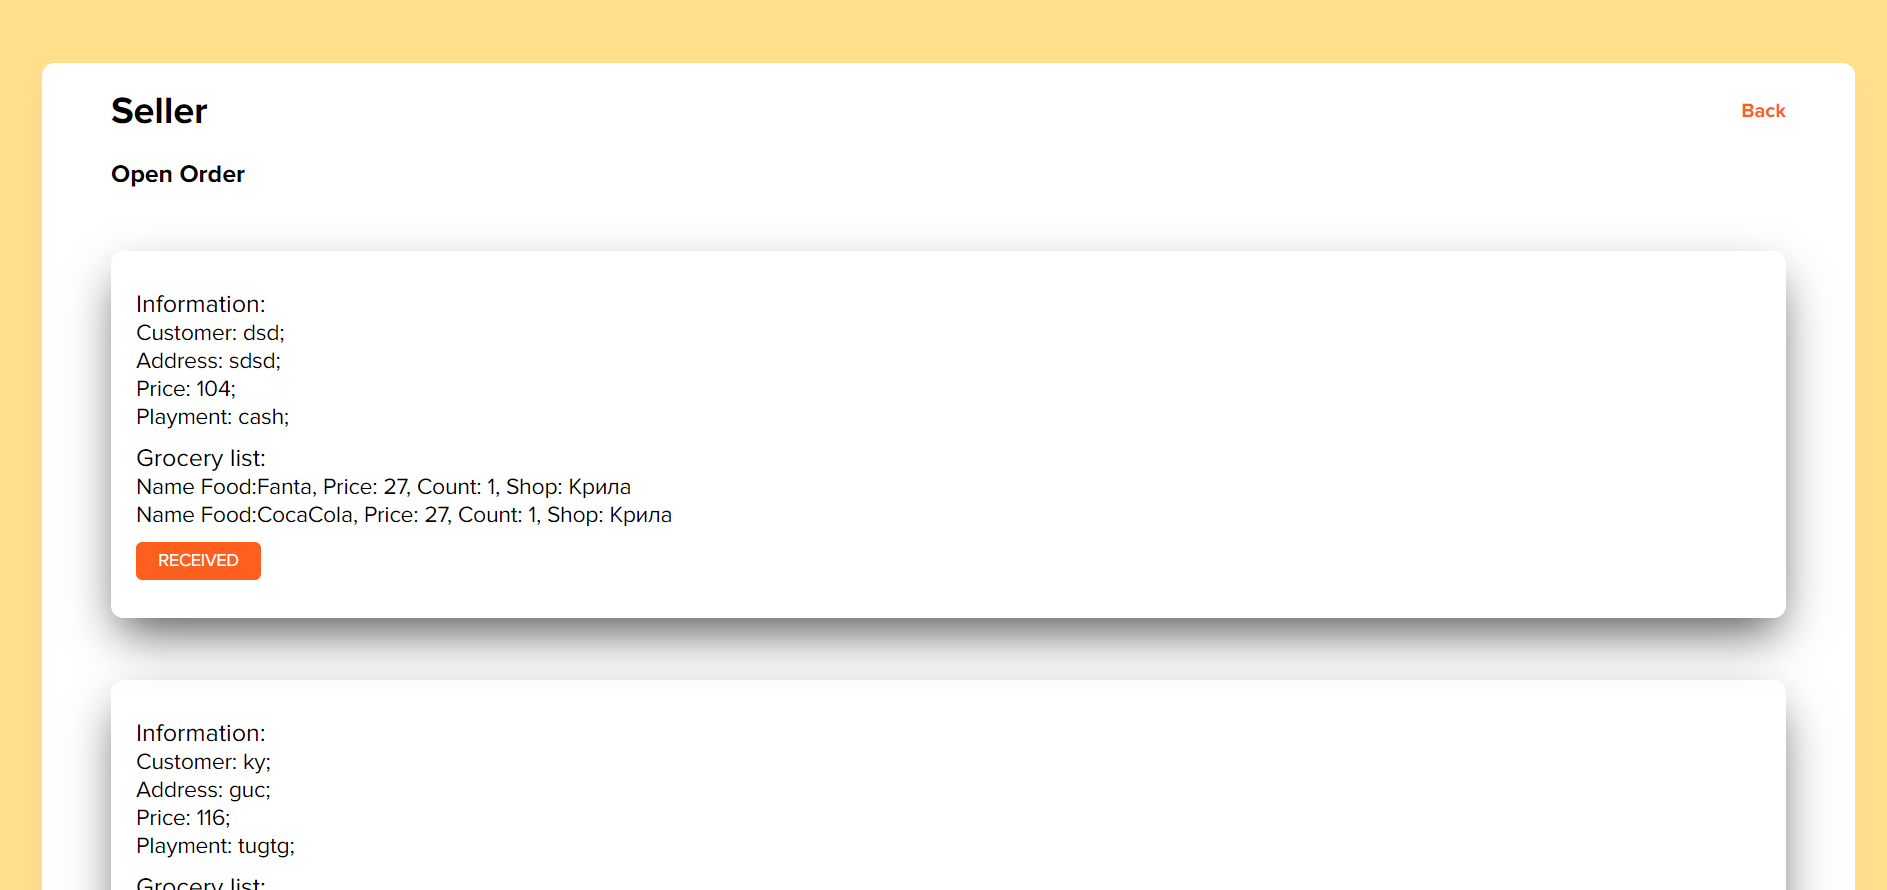 Seller
Back
Open Order
Information:
Customer: dsd;
Address: sdsd;
Price: 104;
Playment: cash;
Grocery list:
Name Food:Fanta, Price: 27, Count: 1, Shop: Крила
Name Food:CocaCola, Price: 27, Count: 1, Shop: Крила
RECEIVED
Information:
Customer: ky;
Address: guc;
Price: 116;
Playment: tugtg;
Grocery list: